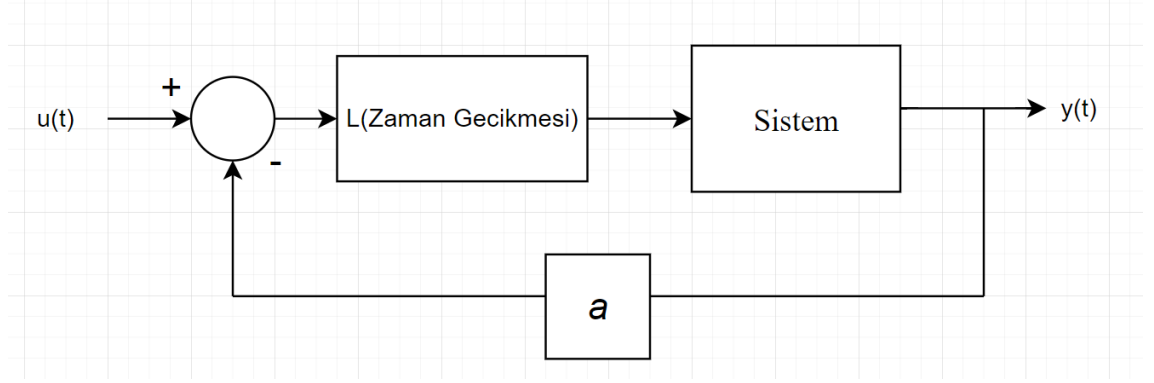 +
u(t)
L(Zaman Gecikmesi)
Sistem
y(t)
-
a